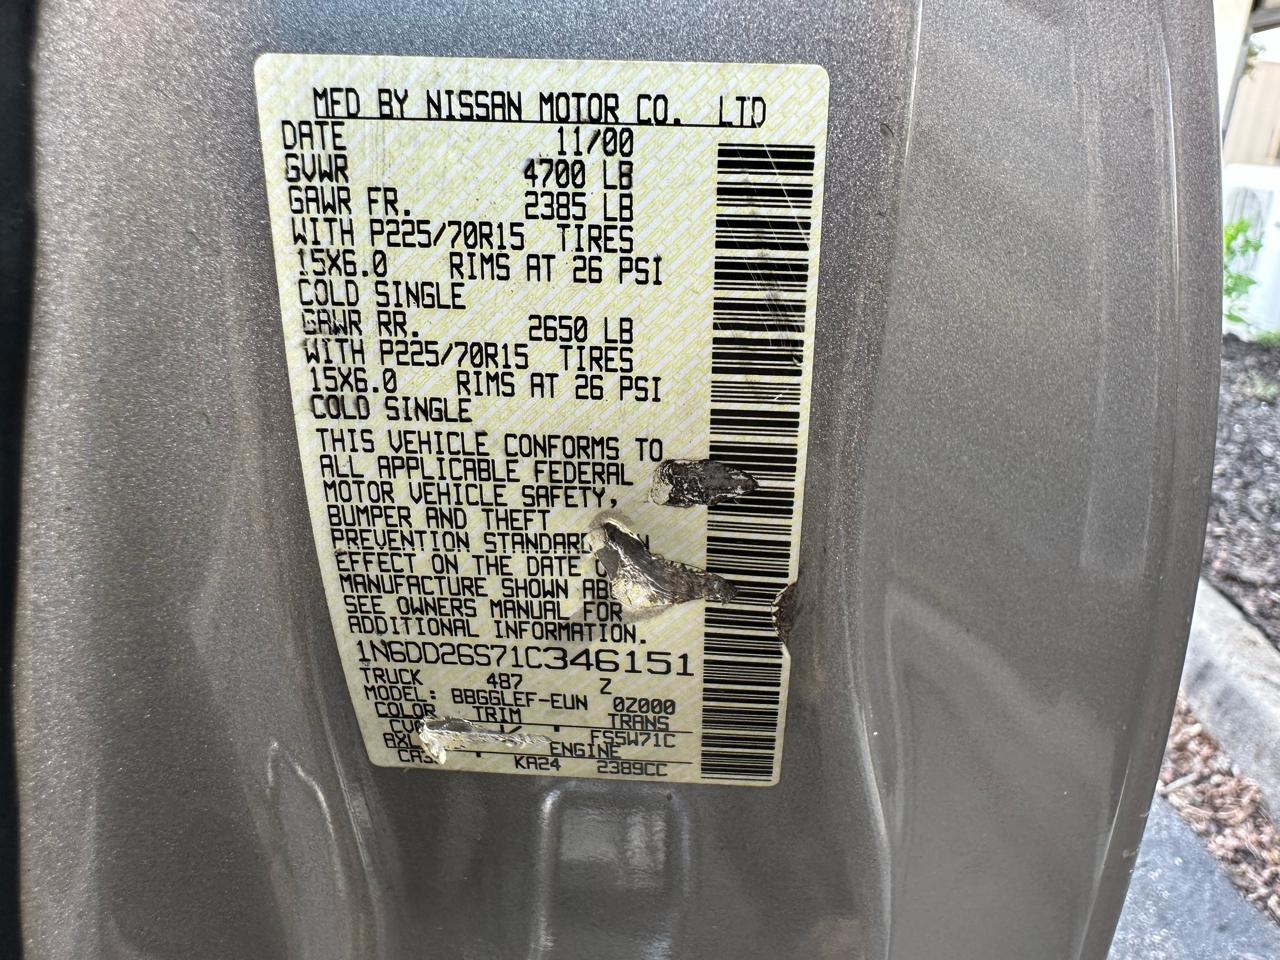 MFD BY NISSAN MOTOR CO. LTD
DATE 11/00
GVWR 4700 LB
GAWR FR. 2385 LB
WITH P225/70R15 TIRES
15X6.0 RIMS AT 26 PSI
COLD SINGLE
GAWR RR. 2650 LB
WITH P225/70R15 TIRES
15X6.0 RIMS AT 26 PSI
COLD SINGLE
THIS VEHICLE CONFORMS TO
ALL APPLICABLE FEDERAL
MOTOR VEHICLE SAFETY,
BUMPER AND THEFT
PREVENTION STANDARD
EFFECT ON THE DATE
MANUFACTURE SHOWN
SEE OWNERS MANUAL FOR
ADDITIONAL INFORMATION.
1N6DD26S71C346151
TRUCK 487 Z
MODEL: BBGGLEF-EUN 0Z000
COLOR TRIM TRANS
FS5W71C
ENGINE
KA24 2389CC